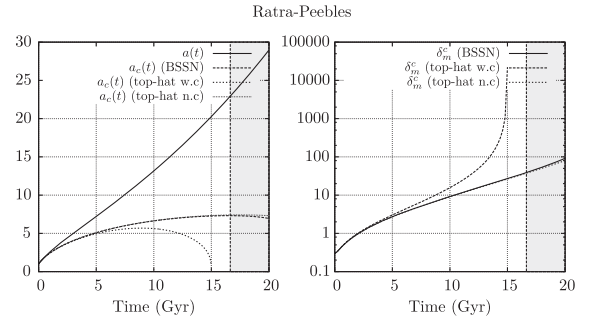 Ratra-Peebles
30
25
20
15
10
5
0
a(t)
a_c(t) (BSSN)
a_c(t) (top-hat w.c)
a_c(t) (top-hat n.c)
0 5 10 15 20
Time (Gyr)
100000
10000
1000
100
10
1
0.1
δ_m^c (BSSN)
δ_m^c (top-hat w.c)
δ_m^c (top-hat n.c)
0 5 10 15 20
Time (Gyr)